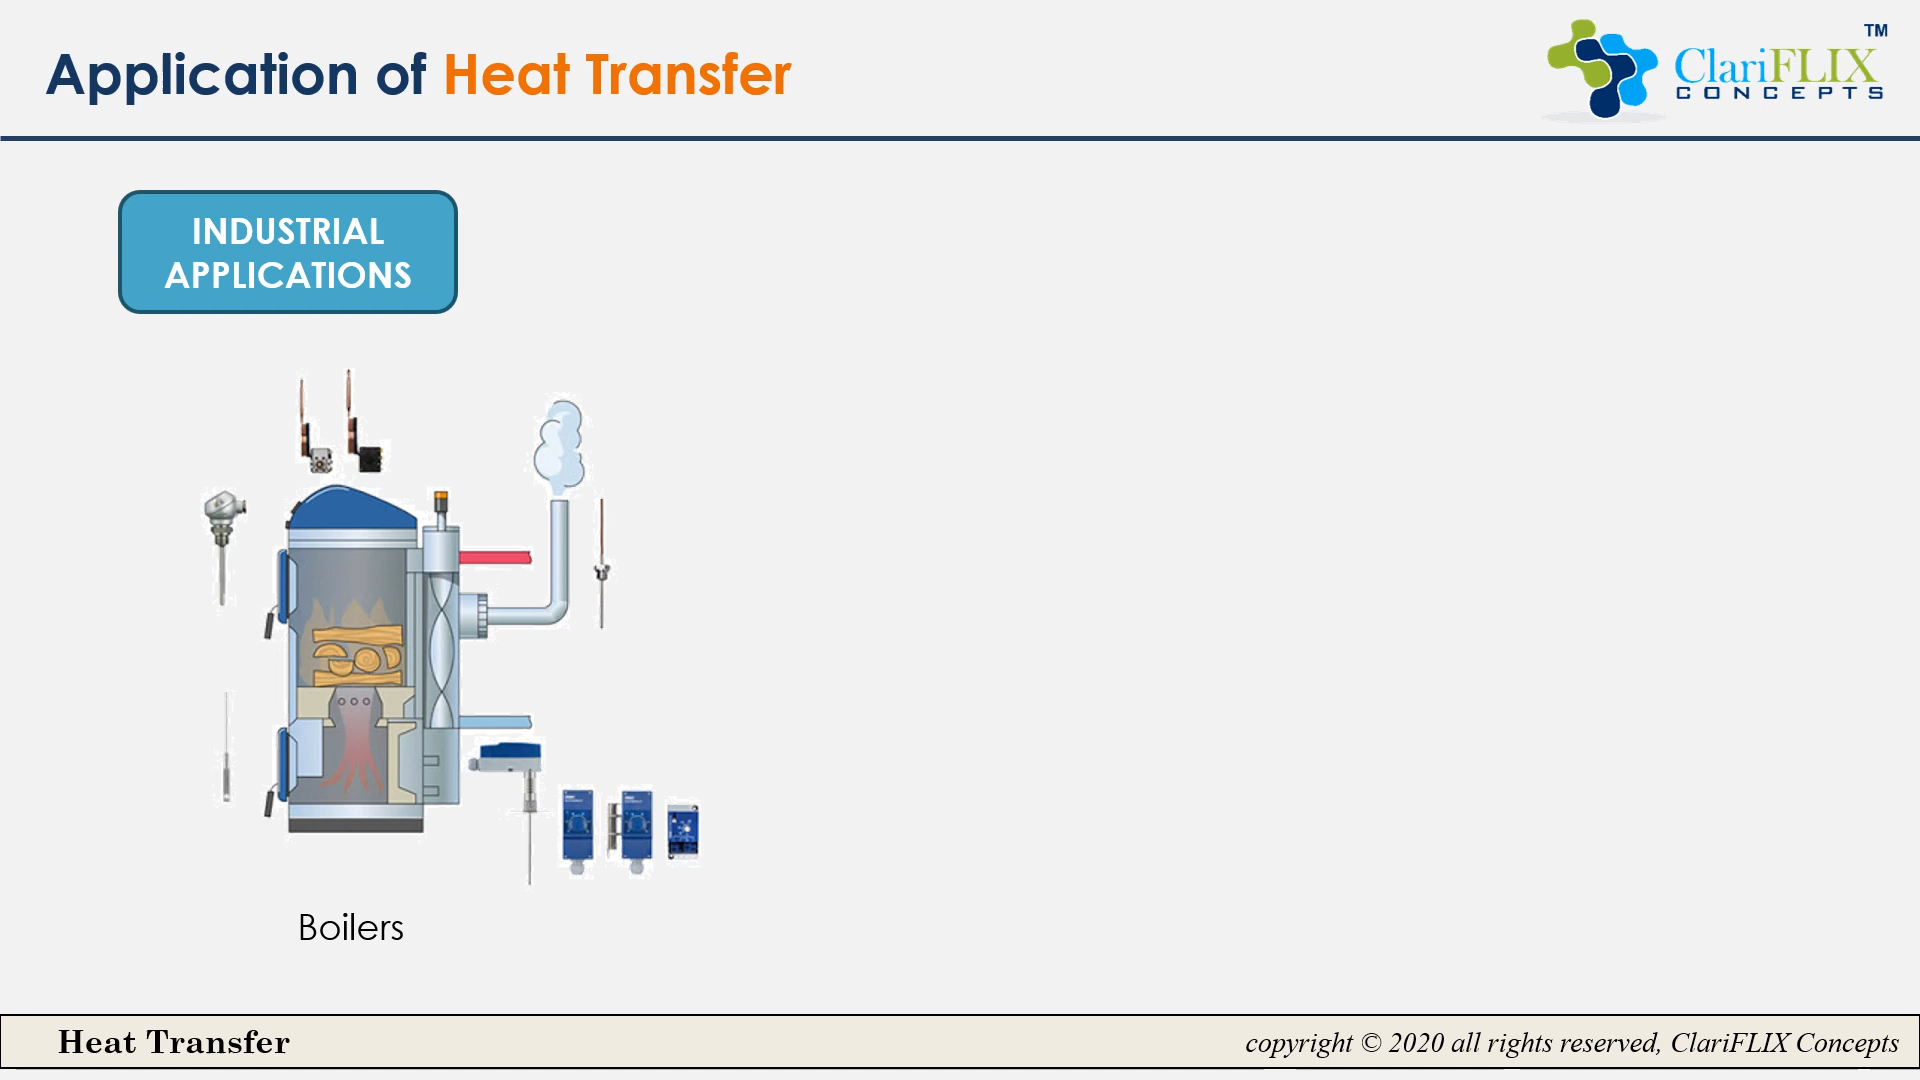 Application of Heat Transfer
TM
ClariFLIX
CONCEPTS
INDUSTRIAL
APPLICATIONS
Boilers
Heat Transfer
copyright © 2020 all rights reserved, ClariFLIX Concepts